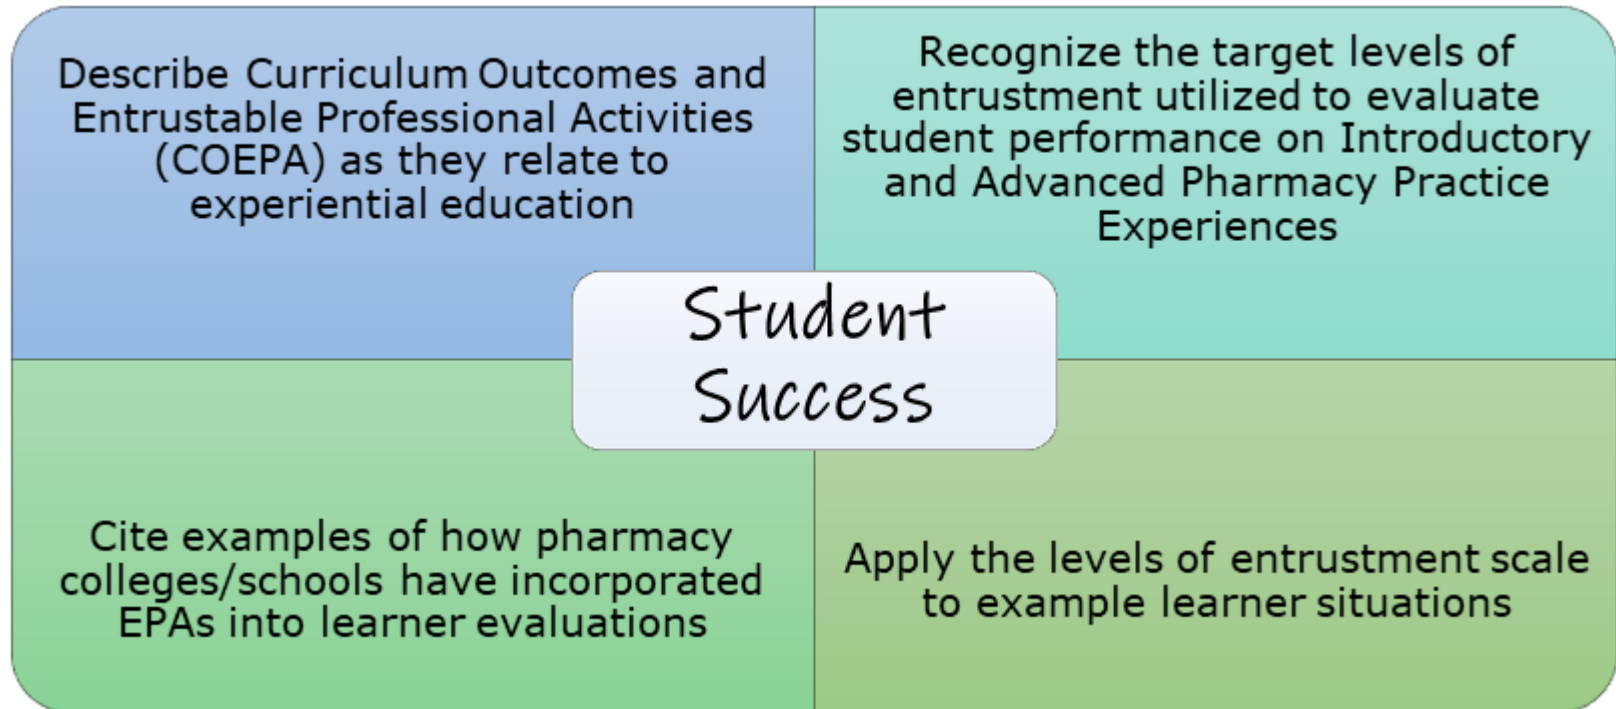 Describe Curriculum Outcomes and
Entrustable Professional Activities
(COEPA) as they relate to
experiential education
Recognize the target levels of
entrustment utilized to evaluate
student performance on Introductory
and Advanced Pharmacy Practice
Experiences
Student
Success
Cite examples of how pharmacy
colleges/schools have incorporated
EPAs into learner evaluations
Apply the levels of entrustment scale
to example learner situations